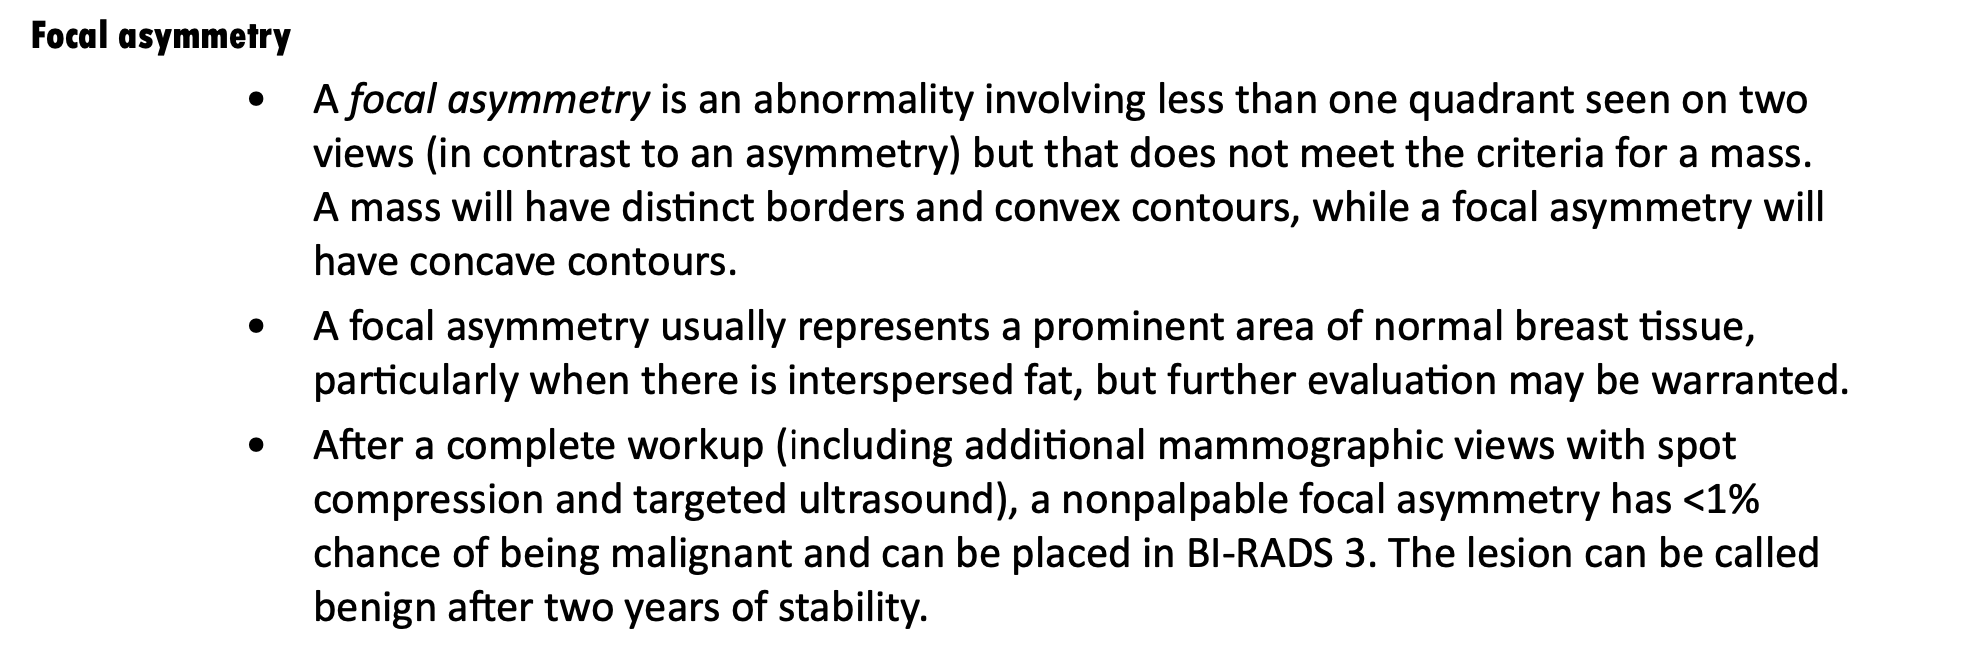 Focal asymmetry
• A focal asymmetry is an abnormality involving less than one quadrant seen on two
views (in contrast to an asymmetry) but that does not meet the criteria for a mass.
A mass will have distinct borders and convex contours, while a focal asymmetry will
have concave contours.
• A focal asymmetry usually represents a prominent area of normal breast tissue,
particularly when there is interspersed fat, but further evaluation may be warranted.
• After a complete workup (including additional mammographic views with spot
compression and targeted ultrasound), a nonpalpable focal asymmetry has <1%
chance of being malignant and can be placed in BI-RADS 3. The lesion can be called
benign after two years of stability.